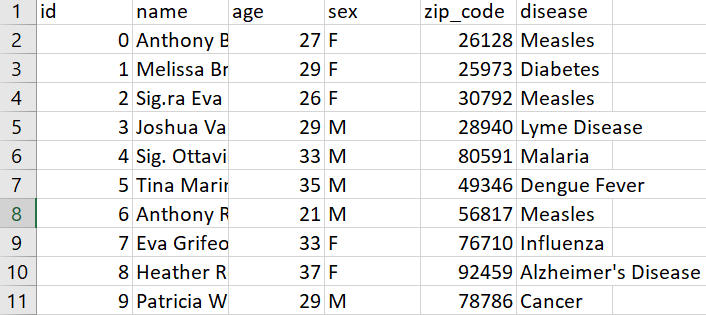 1 id name age sex zip_code disease
2 0 Anthony B 27 F 26128 Measles
3 1 Melissa Br 29 F 25973 Diabetes
4 2 Sig.ra Eva 26 F 30792 Measles
5 3 Joshua Va 29 M 28940 Lyme Disease
6 4 Sig. Ottavi 33 M 80591 Malaria
7 5 Tina Marin 35 M 49346 Dengue Fever
8 6 Anthony R 21 M 56817 Measles
9 7 Eva Grifeo 33 F 76710 Influenza
10 8 Heather R 37 F 92459 Alzheimer's Disease
11 9 Patricia W 29 M 78786 Cancer